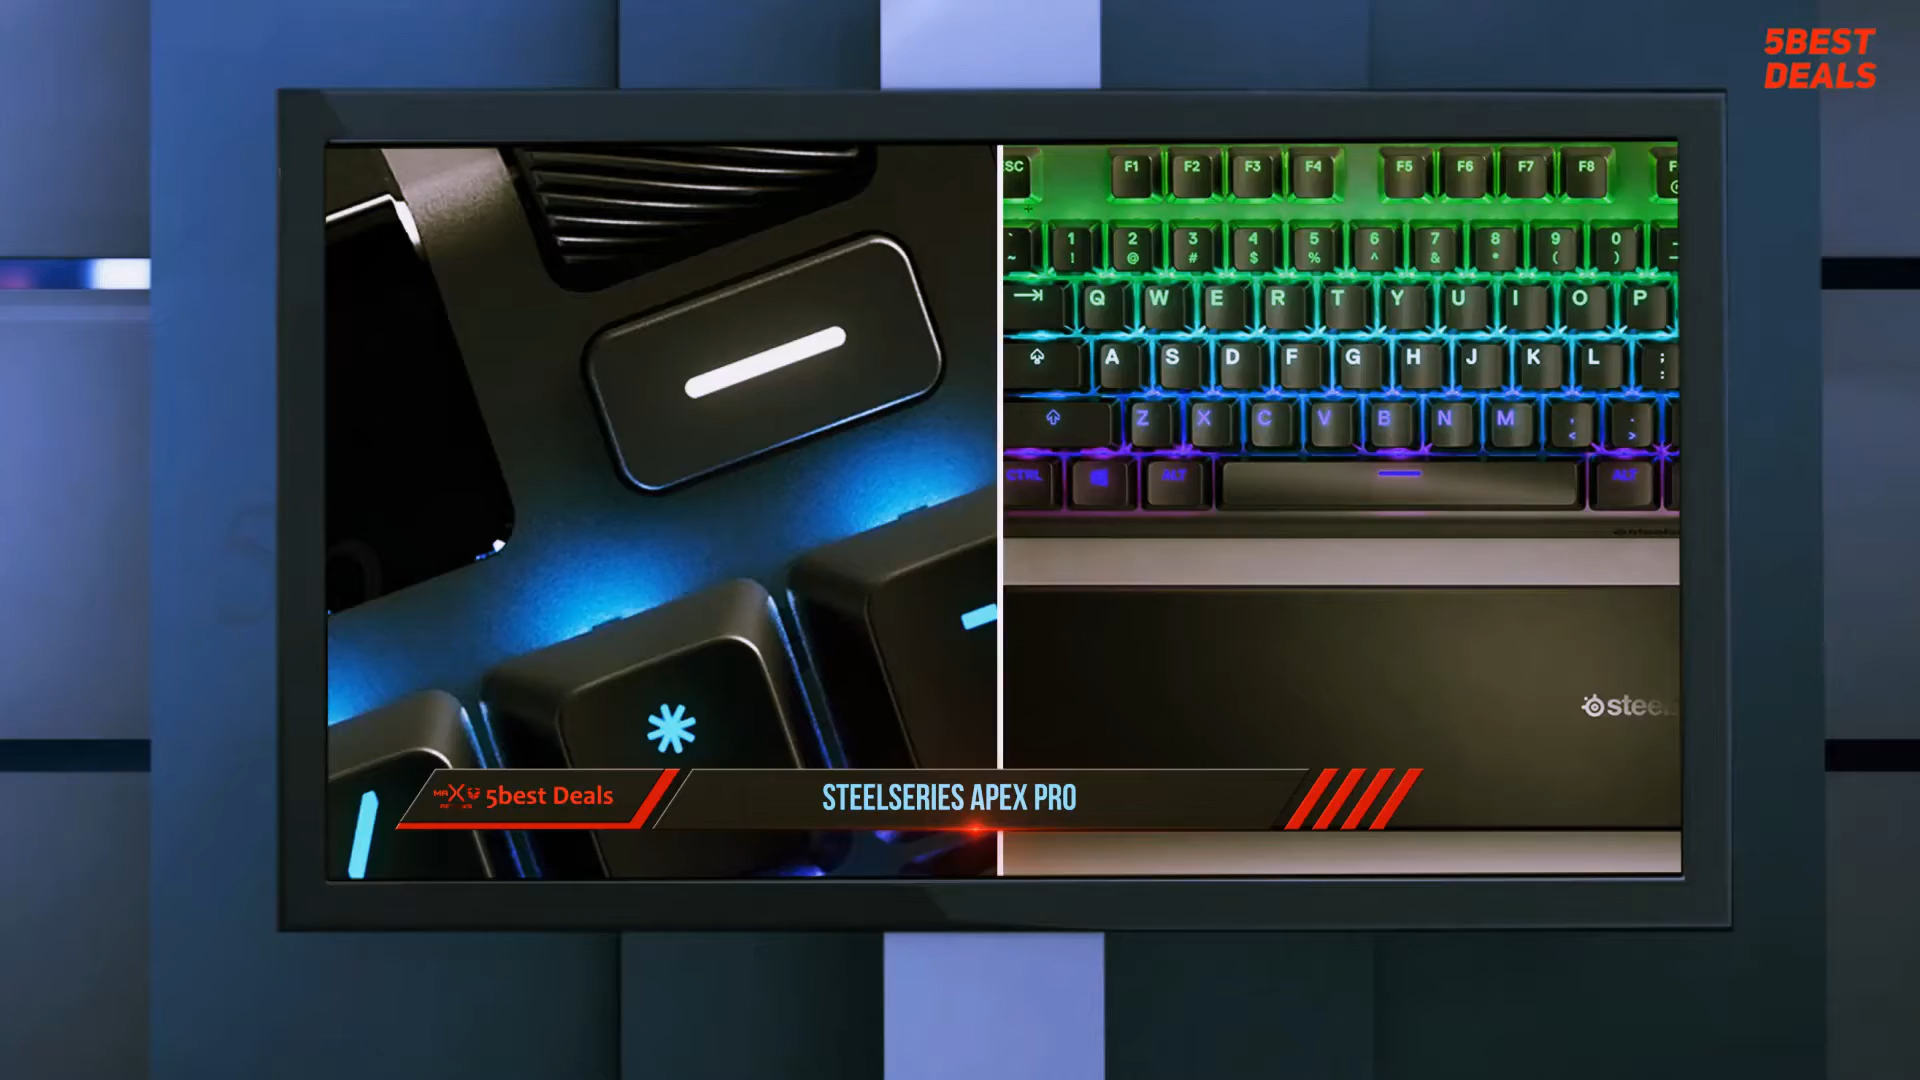 5BEST
DEALS
SC F1 F2 F3 F4 F5 F6 F7 F8 F
` 1 2 3 4 5 6 7 8 9 0 -
~ ! @ # $ % ^ & * ( )
Q W E R T Y U I O P
A S D F G H J K L ; :
Z X C V B N M , < . >
CTRL ALT ALT
*
steel
5best Deals
STEELSERIES APEX PRO